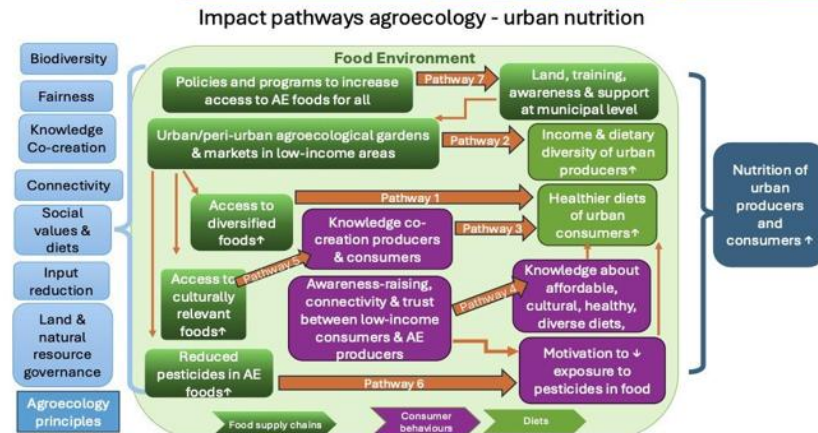 Impact pathways agroecology - urban nutrition
Biodiversity
Fairness
Knowledge
Co-creation
Connectivity
Social
values &
diets
Input
reduction
Land &
natural
resource
governance
Agroecology
principles
Food Environment
Policies and programs to increase
access to AE foods for all
Pathway 7
Land, training,
awareness & support
at municipal level
Urban/peri-urban agroecological gardens
& markets in low-income areas
Pathway 2
Income & dietary
diversity of urban
producers↑
Access to
diversified
foods↑
Pathway 1
Healthier diets
of urban
consumers↑
Knowledge co-
creation producers
& consumers
Pathway 3
Access to
culturally
relevant
foods↑
Pathway 5
Awareness-raising,
connectivity & trust
between low-income
consumers & AE
producers
Pathway 4
Knowledge about
affordable,
cultural, healthy,
diverse diets,
Reduced
pesticides in AE
foods↑
Pathway 6
Motivation to ↓
exposure to
pesticides in food
Food supply chains
Consumer
behaviours
Diets
Nutrition of
urban
producers
and
consumers ↑